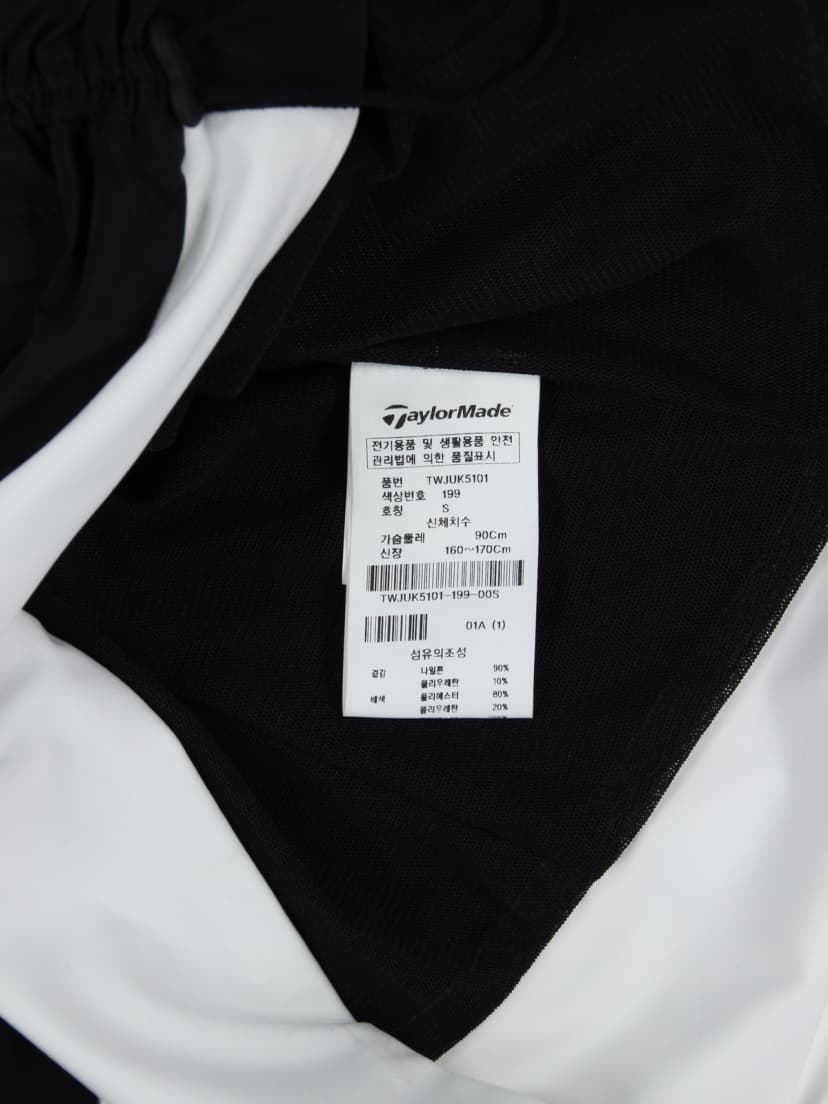 TaylorMade
전기용품 및 생활용품 안전
관리법에 의한 품질표시
품번 TWJUK5101
색상번호 199
호칭 S
신체치수
가슴둘레 90Cm
신장 160~170Cm
TWJUK5101-199-00S
01A (1)
섬유의조성
겉감 나일론 90%
폴리우레탄 10%
배색 폴리에스터 80%
폴리우레탄 20%